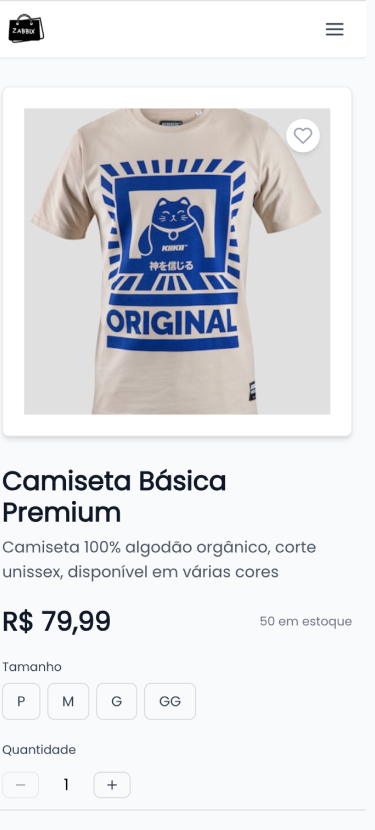 ZABBIX
KIIKII
神を信じる
ORIGINAL
Camiseta Básica
Premium
Camiseta 100% algodão orgânico, corte
unissex, disponível em várias cores
R$ 79,99
50 em estoque
Tamanho
P M G GG
Quantidade
− 1 +